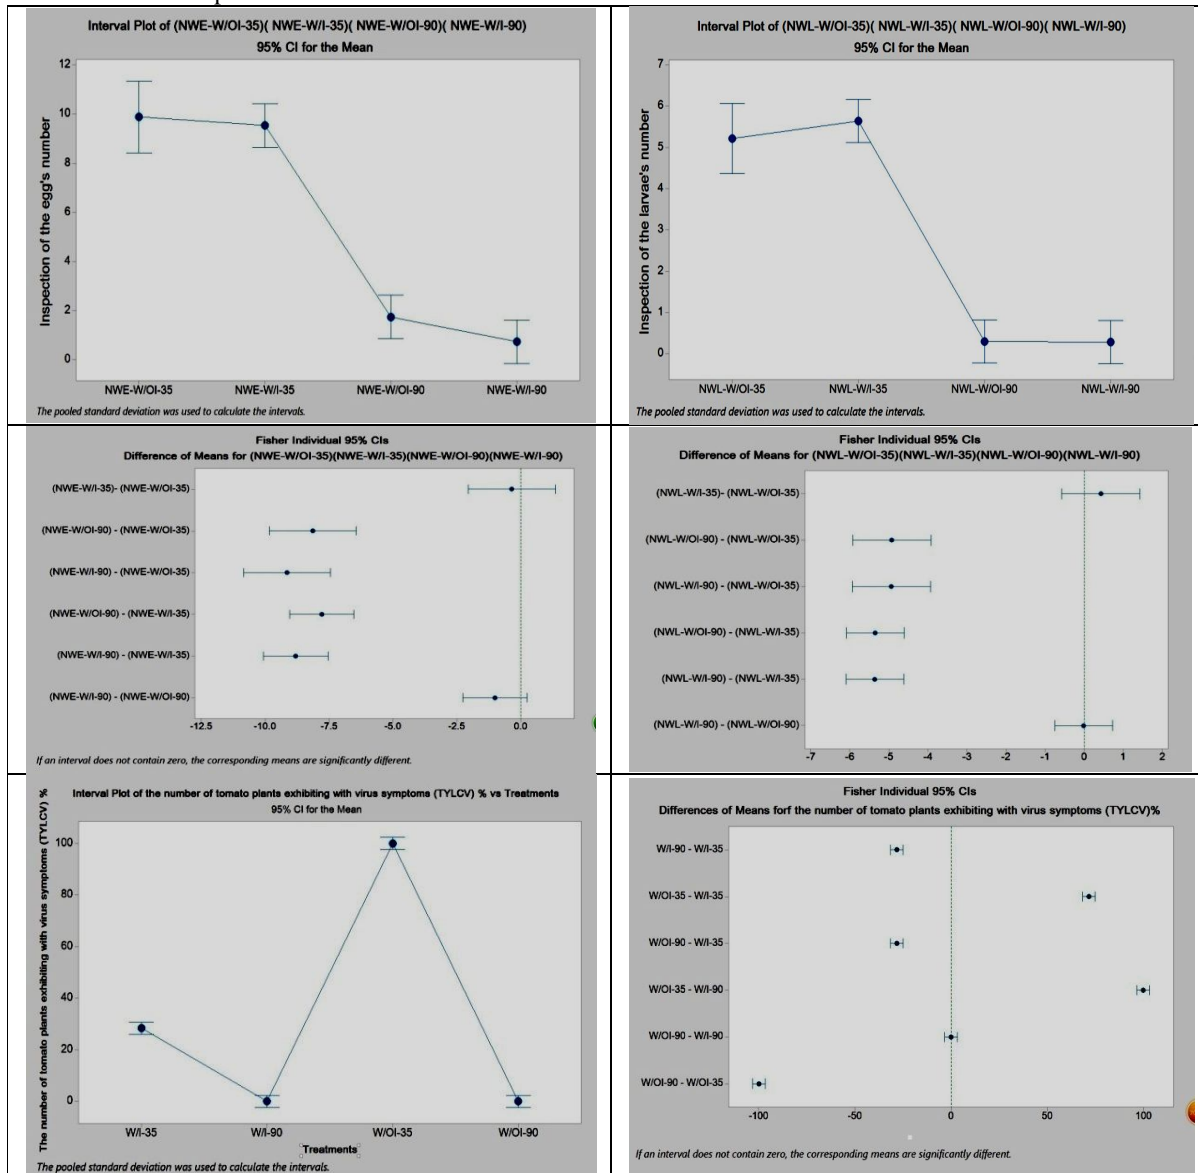 Interval Plot of (NWE-W/OI-35)( NWE-W/I-35)( NWE-W/OI-90)( NWE-W/I-90)
95% CI for the Mean
Inspection of the egg's number
12
10
8
6
4
2
0
NWE-W/OI-35 NWE-W/I-35 NWE-W/OI-90 NWE-W/I-90
The pooled standard deviation was used to calculate the intervals.
Interval Plot of (NWL-W/OI-35)( NWL-W/I-35)( NWL-W/OI-90)( NWL-W/I-90)
95% CI for the Mean
Inspection of the larvae's number
7
6
5
4
3
2
1
0
NWL-W/OI-35 NWL-W/I-35 NWL-W/OI-90 NWL-W/I-90
The pooled standard deviation was used to calculate the intervals.
Fisher Individual 95% CIs
Difference of Means for (NWE-W/OI-35)(NWE-W/I-35)(NWE-W/OI-90)(NWE-W/I-90)
(NWE-W/I-35)- (NWE-W/OI-35)
(NWE-W/OI-90) - (NWE-W/OI-35)
(NWE-W/I-90) - (NWE-W/OI-35)
(NWE-W/OI-90) - (NWE-W/I-35)
(NWE-W/I-90) - (NWE-W/I-35)
(NWE-W/I-90) - (NWE-W/OI-90)
-12.5 -10.0 -7.5 -5.0 -2.5 0.0
If an interval does not contain zero, the corresponding means are significantly different.
Fisher Individual 95% CIs
Difference of Means for (NWL-W/OI-35)(NWL-W/I-35)(NWL-W/OI-90)(NWL-W/I-90)
(NWL-W/I-35)- (NWL-W/OI-35)
(NWL-W/OI-90) - (NWL-W/OI-35)
(NWL-W/I-90) - (NWL-W/OI-35)
(NWL-W/OI-90) - (NWL-W/I-35)
(NWL-W/I-90) - (NWL-W/I-35)
(NWL-W/I-90) - (NWL-W/OI-90)
-7 -6 -5 -4 -3 -2 -1 0 1 2
Interval Plot of the number of tomato plants exhibiting with virus symptoms (TYLCV) % vs Treatments
95% CI for the Mean
The number of tomato plants exhibiting with virus symptoms (TYLCV) %
100
80
60
40
20
0
W/I-35 W/I-90 W/OI-35 W/OI-90
Treatments
The pooled standard deviation was used to calculate the intervals.
Fisher Individual 95% CIs
Differences of Means forf the number of tomato plants exhibiting with virus symptoms (TYLCV)%
W/I-90 - W/I-35
W/OI-35 - W/I-35
W/OI-90 - W/I-35
W/OI-35 - W/I-90
W/OI-90 - W/I-90
W/OI-90 - W/OI-35
-100 -50 0 50 100
If an interval does not contain zero, the corresponding means are significantly different.